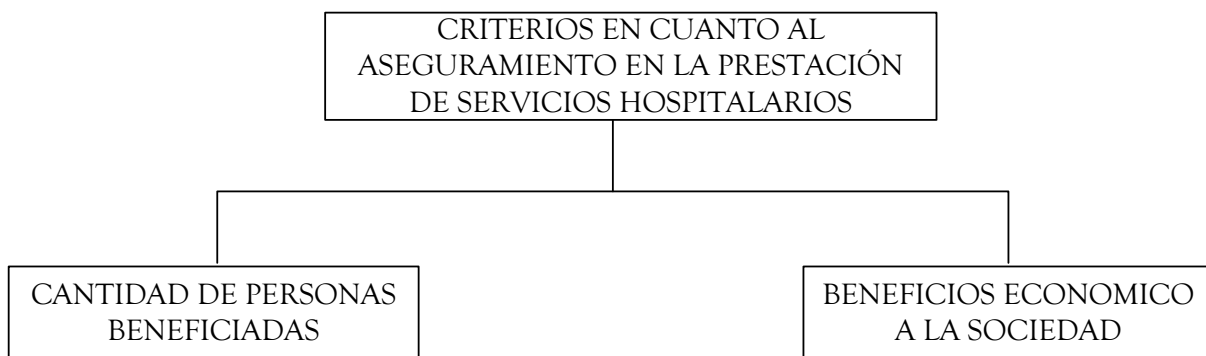 CRITERIOS EN CUANTO AL
ASEGURAMIENTO EN LA PRESTACIÓN
DE SERVICIOS HOSPITALARIOS
CANTIDAD DE PERSONAS
BENEFICIADAS
BENEFICIOS ECONOMICO
A LA SOCIEDAD